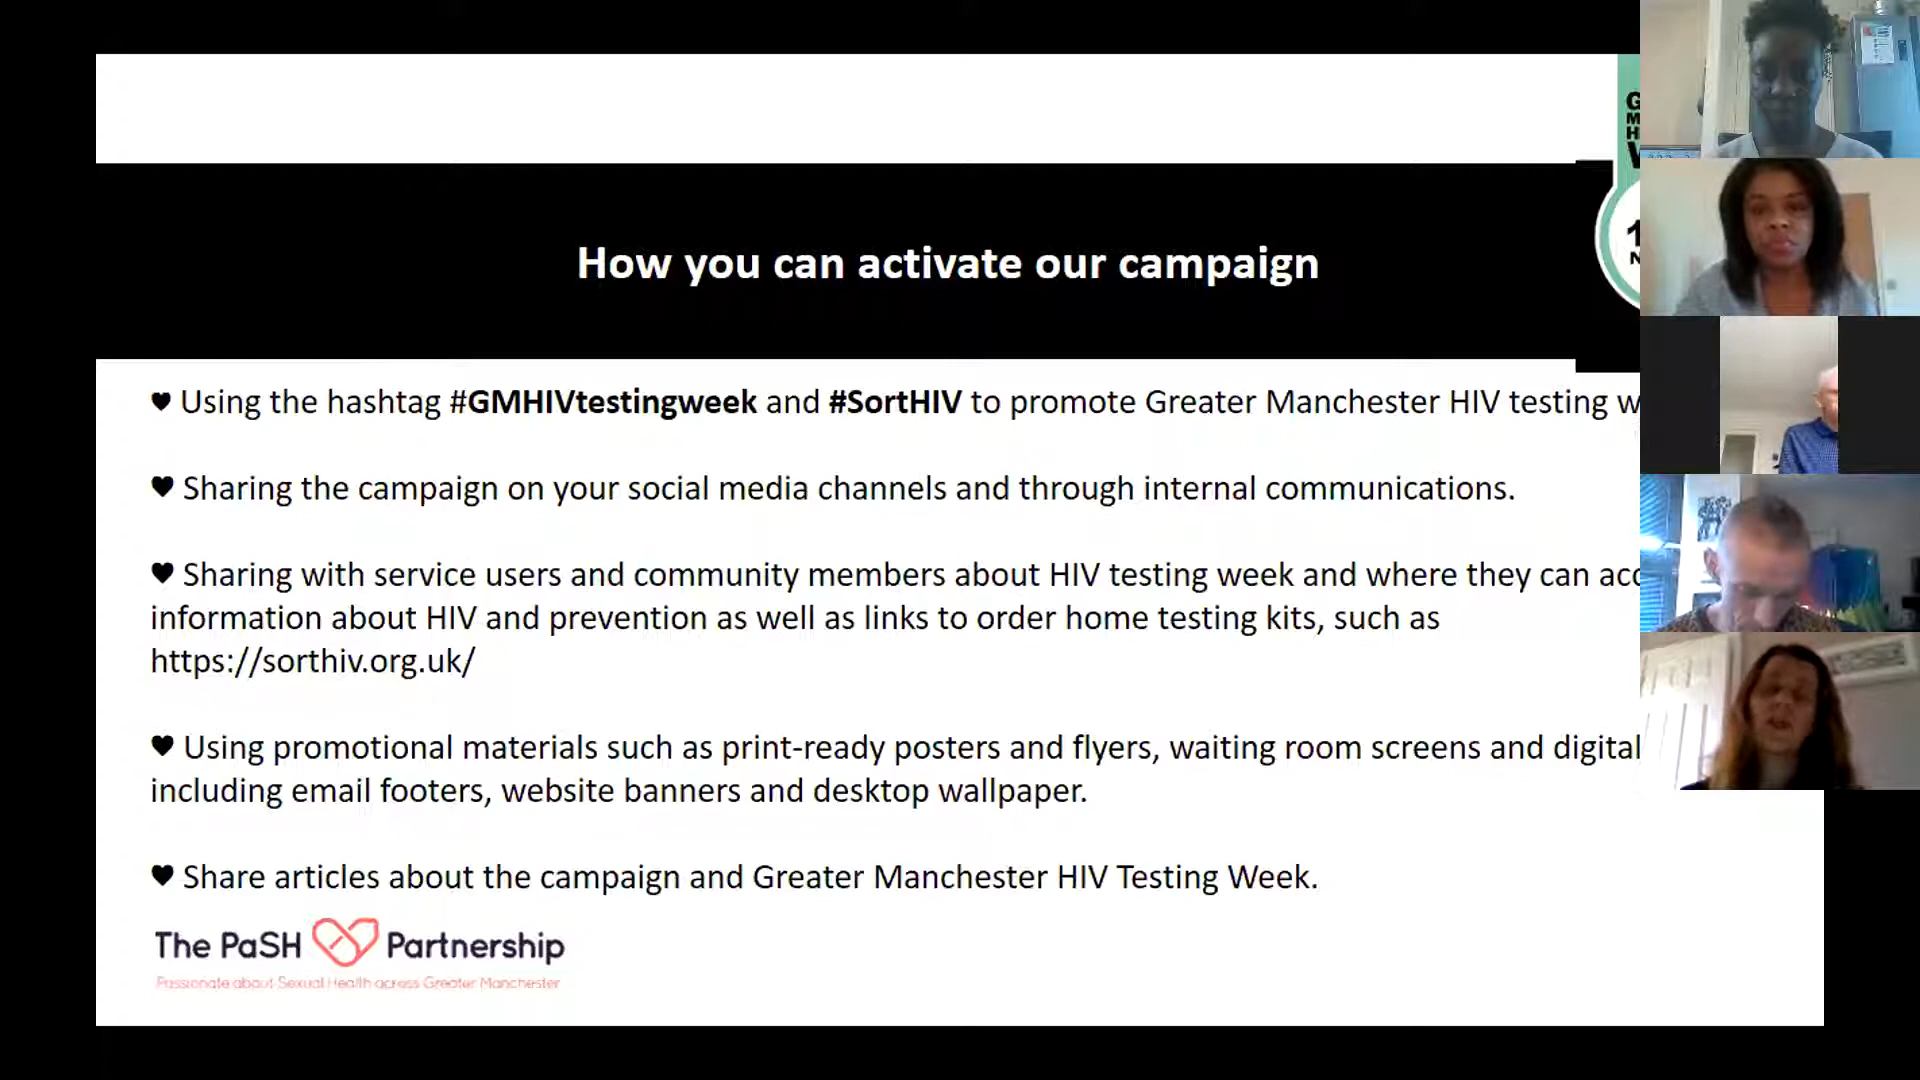 How you can activate our campaign
♥ Using the hashtag #GMHIVtestingweek and #SortHIV to promote Greater Manchester HIV testing
♥ Sharing the campaign on your social media channels and through internal communications.
♥ Sharing with service users and community members about HIV testing week and where they can
information about HIV and prevention as well as links to order home testing kits, such as
https://sorthiv.org.uk/
♥ Using promotional materials such as print-ready posters and flyers, waiting room screens and digital
including email footers, website banners and desktop wallpaper.
♥ Share articles about the campaign and Greater Manchester HIV Testing Week.
The PaSH Partnership
Passionate about Sexual Health across Greater Manchester